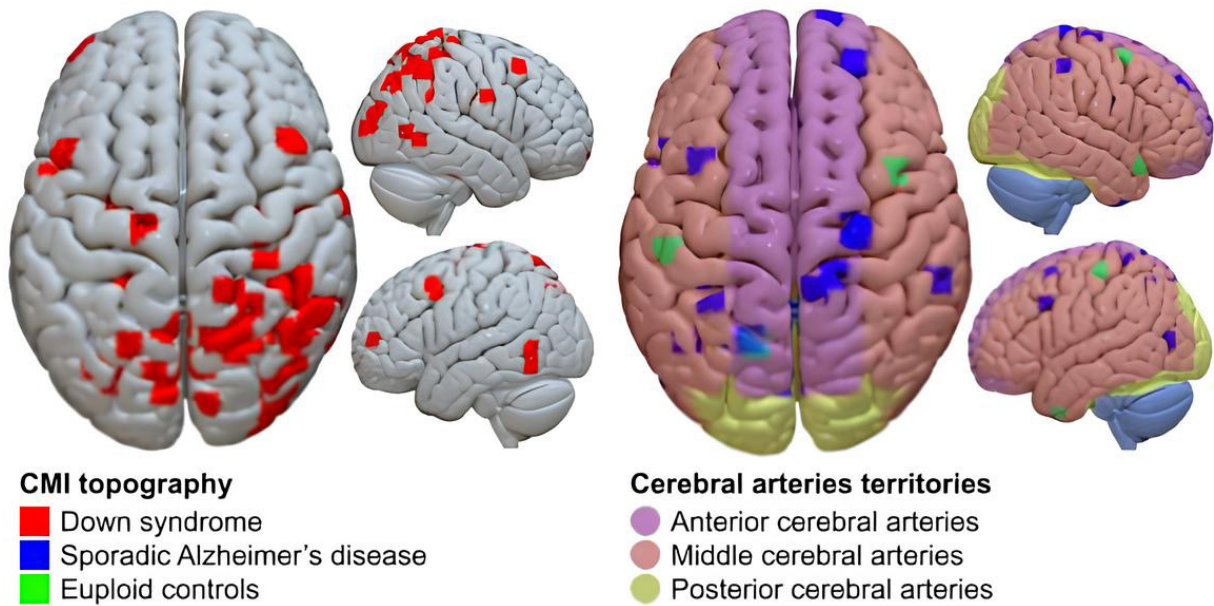 CMI topography
Down syndrome
Sporadic Alzheimer's disease
Euploid controls
Cerebral arteries territories
Anterior cerebral arteries
Middle cerebral arteries
Posterior cerebral arteries